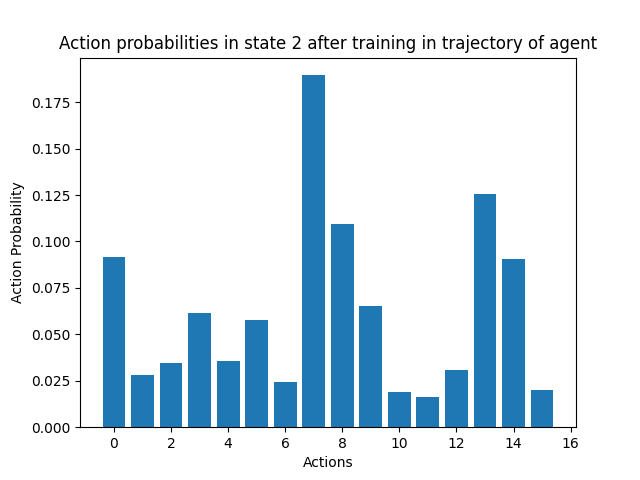 Action probabilities in state 2 after training in trajectory of agent
0.175
0.150
0.125
0.100
0.075
0.050
0.025
0.000
Action Probability
0 2 4 6 8 10 12 14 16
Actions